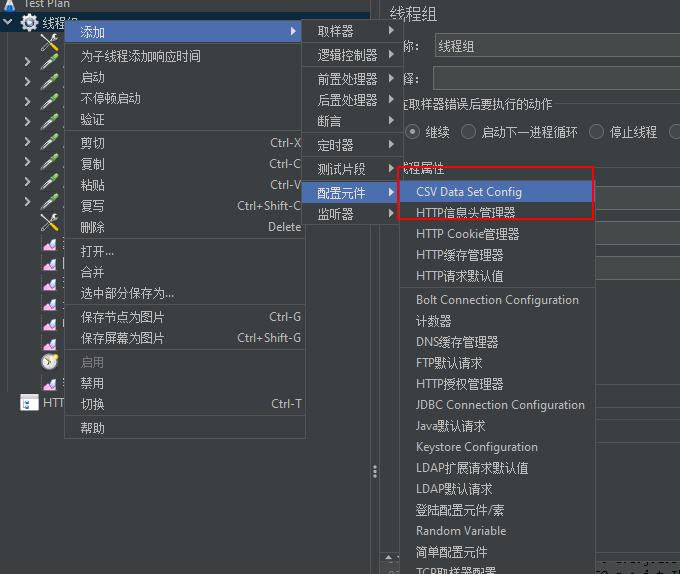 Test Plan
线程组
添加
为子线程添加响应时间
启动
不停顿启动
验证
剪切 Ctrl-X
复制 Ctrl-C
粘贴 Ctrl-V
复写 Ctrl+Shift-C
删除 Delete
打开...
合并
选中部分保存为...
保存节点为图片 Ctrl-G
保存屏幕为图片 Ctrl+Shift-G
启用
禁用
切换 Ctrl-T
帮助
HTT
取样器
逻辑控制器
前置处理器
后置处理器
断言
定时器
测试片段
配置元件
监听器
CSV Data Set Config
HTTP信息头管理器
HTTP Cookie管理器
HTTP缓存管理器
HTTP请求默认值
Bolt Connection Configuration
计数器
DNS缓存管理器
FTP默认请求
HTTP授权管理器
JDBC Connection Configuration
Java默认请求
Keystore Configuration
LDAP扩展请求默认值
LDAP默认请求
登陆配置元件/素
Random Variable
简单配置元件
TCP取样器配置
线程组
称: 线程组
释:
在取样器错误后要执行的动作
继续 启动下一进程循环 停止线程
线程属性